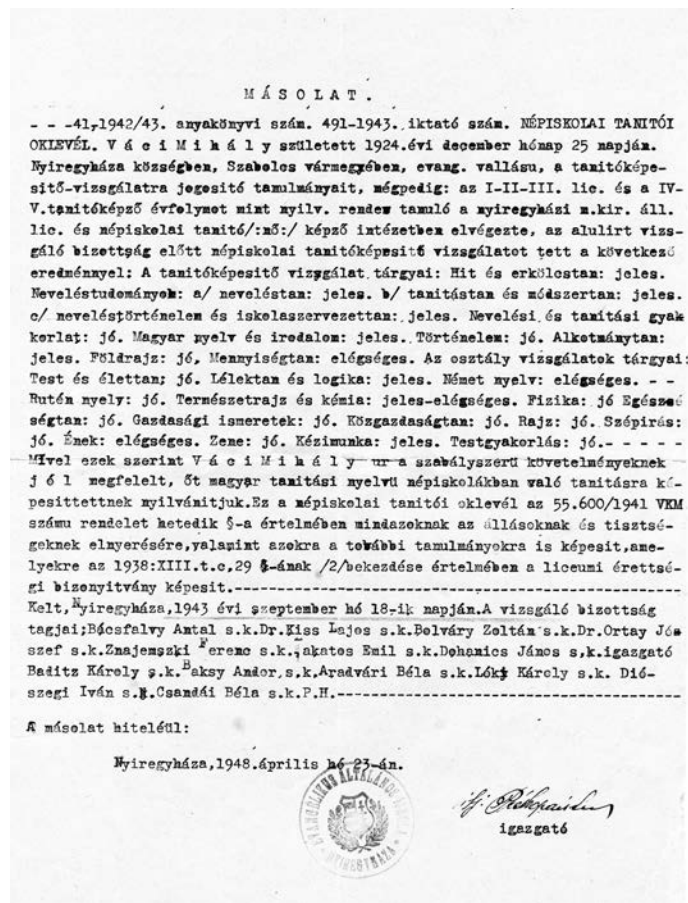 MÁSOLAT.
- - -41,1942/43. anyakönyvi szám. 491-1943. iktató szám. NÉPISKOLAI TANITÓI
OKLEVÉL. V á c i M i h á l y született 1924.évi december hónap 25 napján.
Nyiregyháza községben, Szabolcs vármegyében, evang. vallásu, a tanitóképe-
sitő-vizsgálatra jogositó tamulmányait, mégpedig: az I-II-III. lic. és a IV-
V.tanitóképző évfolymot mint nyilv. rendes tanuló a nyiregyházi m.kir. áll.
lic. és népiskolai tanitó/:nő:/ képző intézetben elvégezte, az alulirt vizs-
gáló bizottság előtt népiskolai tanitóképesitő vizsgálatot tett a következő
eredménnyel: A tanitóképesitő vizsgálat tárgyai: Hit és erkölcstan: jeles.
Neveléstudományok: a/ neveléstan: jeles. b/ tanitástan és módszertan: jeles.
c/ neveléstörténelem és iskolaszervezettan: jeles. Nevelési és tanitási gyak
korlat: jó. Magyar nyelv és irodalom: jeles. Történelem: jó. Alkotmánytan:
jeles. Földrajz: jó, Mennyiségtan: elégséges. Az osztály vizsgálatok tárgyai:
Test és élettan; jó. Lélektan és logika: jeles. Német nyelv: elégséges. - -
Rutén nyelv: jó. Természetrajz és kémia: jeles-elégséges. Fizika: jó Egészsé
ségtan: jó. Gazdasági ismeretek: jó. Közgazdaságtan: jó. Rajz: jó. Szépirás:
jó. Ének: elégséges. Zene: jó. Kézimunka: jeles. Testgyakorlás: jó.- - - - -
Mivel ezek szerint V á c i M i h á l y ur a szabályszerü követelményeknek
j ó l megfelelt, őt magyar tanitási nyelvü népiskolákban való tanitásra ké-
pesittettnek nyilvánitjuk.Ez a népiskolai tanitói oklevél az 55.600/1941 VKM
számu rendelet hetedik §-a értelmében mindazoknak az állásoknak és tisztsé-
geknek elnyerésére,valamint azokra a további tanulmányokra is képesit,ame-
lyekre az 1938:XIII.t.c,29 §-ának /2/bekezdése értelmében a liceumi érettsé-
gi bizonyitvány képesit.----------------------------------------
Kelt,Nyiregyháza,1943 évi szeptember hó 18-ik napján.A vizsgáló bizottság
tagjai;Bácsfalvy Antal s.k.Dr.Kiss Lajos s.k.Bolváry Zoltán s.k.Dr.Ortay Jó-
szef s.k.Znajemszki Ferenc s.k.Lakatos Emil s.k.Dohanics János s,k.igazgató
Baditz Károly s.k.Baksy Andor,s.k.Aradvári Béla s.k.Lóky Károly s.k. Dió-
szegi Iván s.k.Csandái Béla s.k.P.H.------------------------------
A másolat hiteléül:
Nyiregyháza,1948.április hó 23-án.
EVANGÉLIKUS ÁLTALÁNOS ISKOLA
NYIREGYHÁZA
igazgató